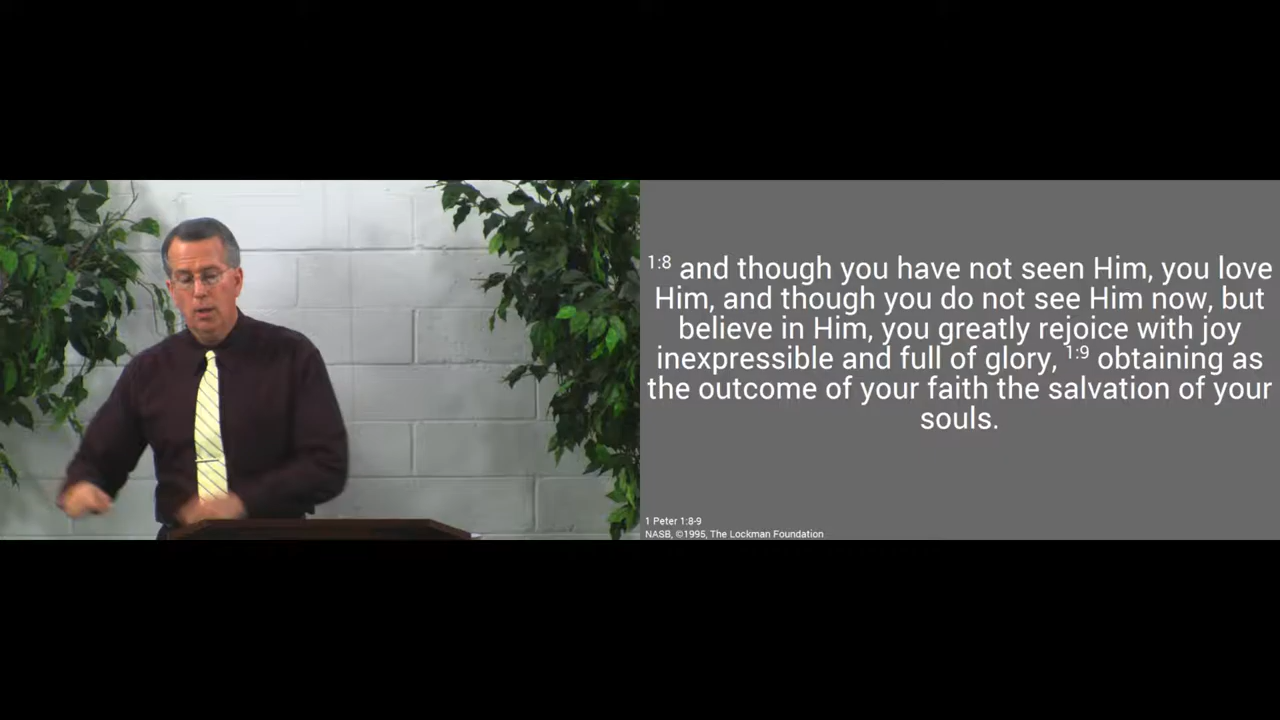 1:8 and though you have not seen Him, you love
Him, and though you do not see Him now, but
believe in Him, you greatly rejoice with joy
inexpressible and full of glory, 1:9 obtaining as
the outcome of your faith the salvation of your
souls.
1 Peter 1:8-9
NASB, ©1995, The Lockman Foundation